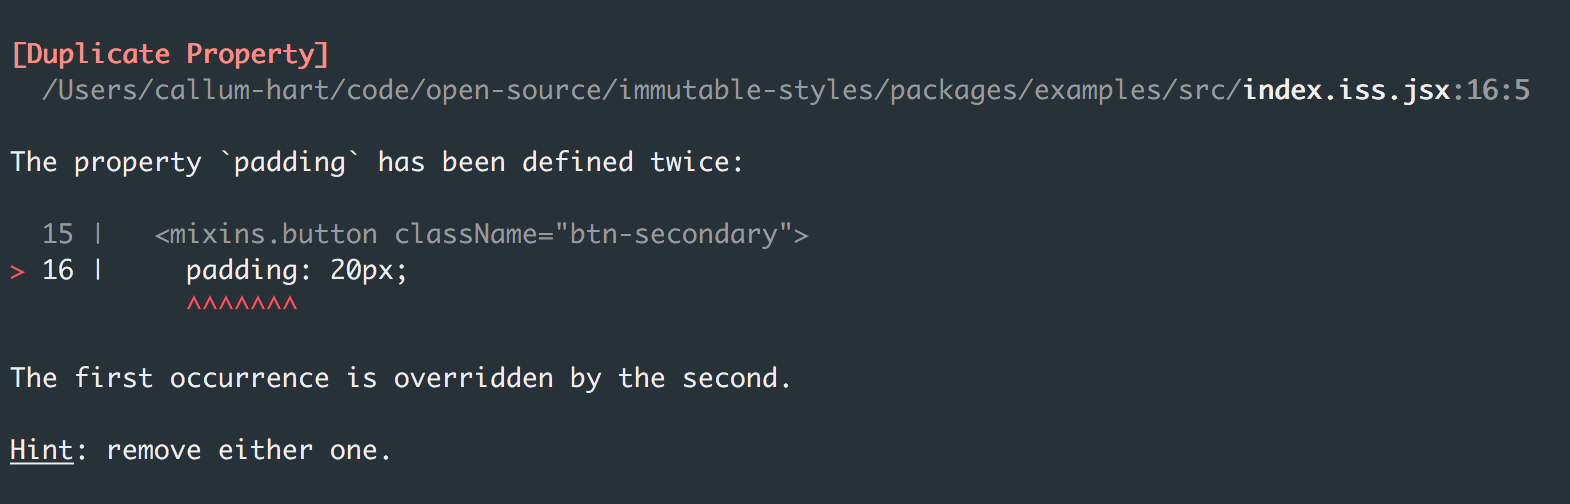 [Duplicate Property]
/Users/callum-hart/code/open-source/immutable-styles/packages/examples/src/index.iss.jsx:16:5
The property `padding` has been defined twice:
15 |   <mixins.button className="btn-secondary">
> 16 |     padding: 20px;
^^^^^^^
The first occurrence is overridden by the second.
Hint: remove either one.